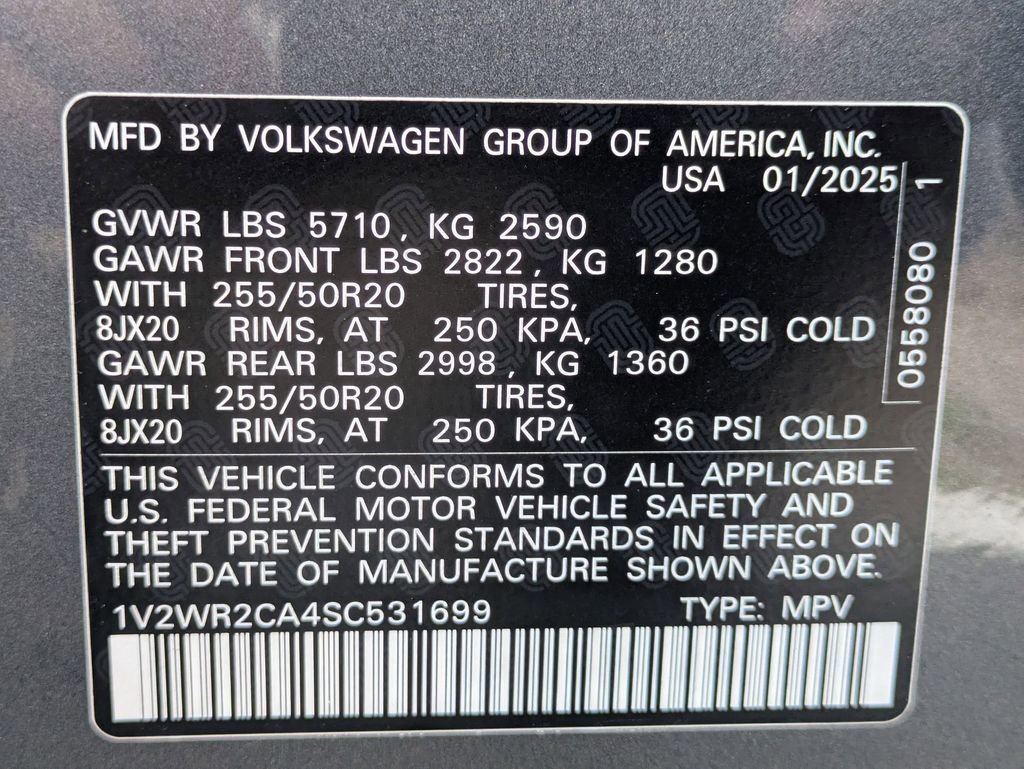 MFD BY VOLKSWAGEN GROUP OF AMERICA, INC.
USA 01/2025
GVWR LBS 5710, KG 2590
GAWR FRONT LBS 2822, KG 1280
WITH 255/50R20 TIRES,
8JX20 RIMS, AT 250 KPA, 36 PSI COLD
GAWR REAR LBS 2998, KG 1360
WITH 255/50R20 TIRES,
8JX20 RIMS, AT 250 KPA, 36 PSI COLD
0558080 1
THIS VEHICLE CONFORMS TO ALL APPLICABLE
U.S. FEDERAL MOTOR VEHICLE SAFETY AND
THEFT PREVENTION STANDARDS IN EFFECT ON
THE DATE OF MANUFACTURE SHOWN ABOVE.
1V2WR2CA4SC531699 TYPE: MPV